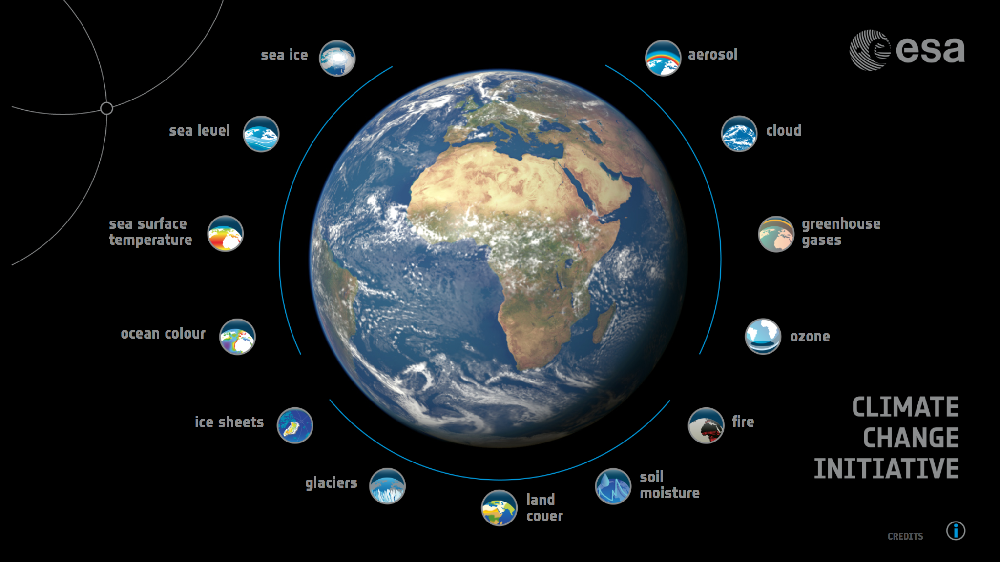 sea ice
aerosol
esa
sea level
cloud
sea surface
temperature
greenhouse
gases
ocean colour
ozone
ice sheets
fire
CLIMATE
CHANGE
INITIATIVE
glaciers
soil
moisture
land
cover
CREDITS
i